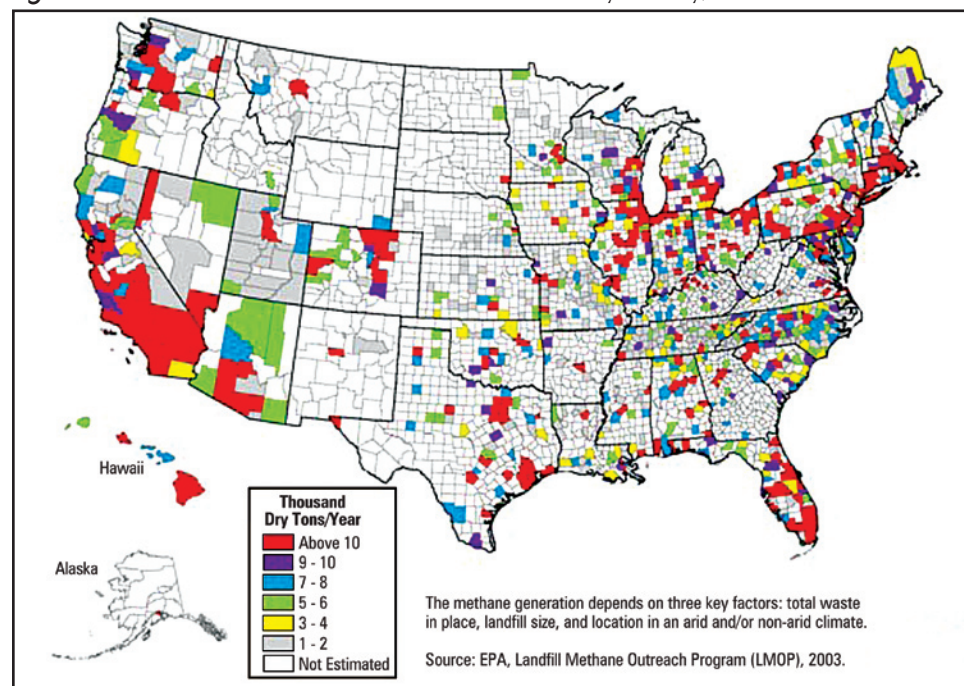 Hawaii
Alaska
Thousand
Dry Tons/Year
Above 10
9 - 10
7 - 8
5 - 6
3 - 4
1 - 2
Not Estimated
The methane generation depends on three key factors: total waste
in place, landfill size, and location in an arid and/or non-arid climate.
Source: EPA, Landfill Methane Outreach Program (LMOP), 2003.